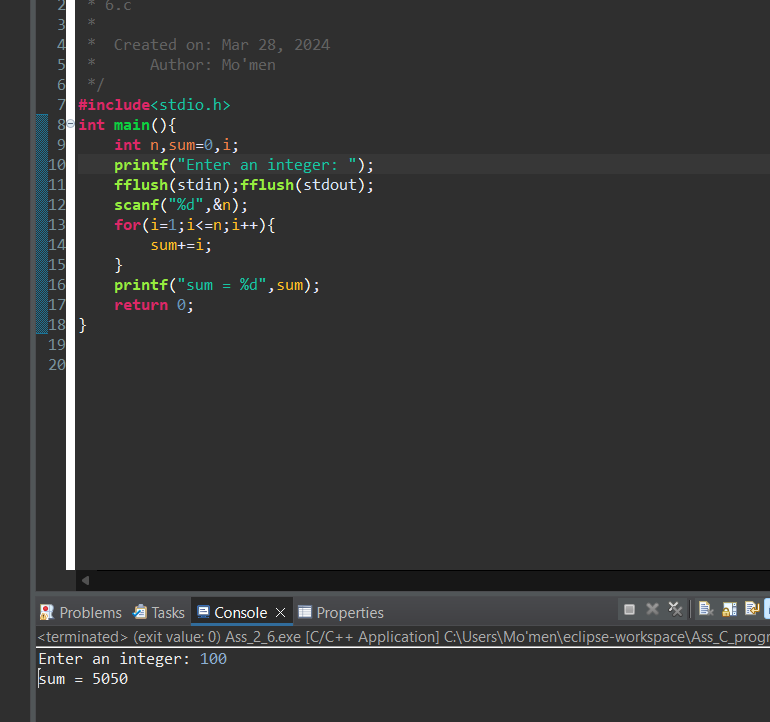 2 * 6.c
3 *
4 *  Created on: Mar 28, 2024
5 *      Author: Mo'men
6 */
7 #include<stdio.h>
8 int main(){
9     int n,sum=0,i;
10     printf("Enter an integer: ");
11     fflush(stdin);fflush(stdout);
12     scanf("%d",&n);
13     for(i=1;i<=n;i++){
14         sum+=i;
15     }
16     printf("sum = %d",sum);
17     return 0;
18 }
19
20
Problems Tasks Console Properties
<terminated> (exit value: 0) Ass_2_6.exe [C/C++ Application] C:\Users\Mo'men\eclipse-workspace\Ass_C_progr
Enter an integer: 100
sum = 5050